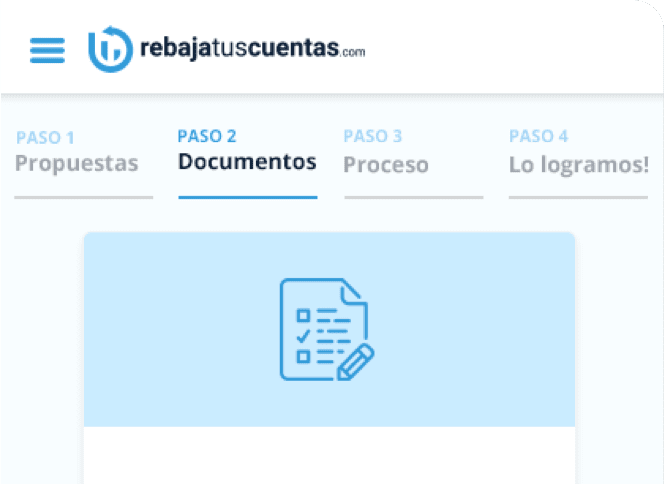 rebajatuscuentas.com
PASO 1
Propuestas
PASO 2
Documentos
PASO 3
Proceso
PASO 4
Lo logramos!